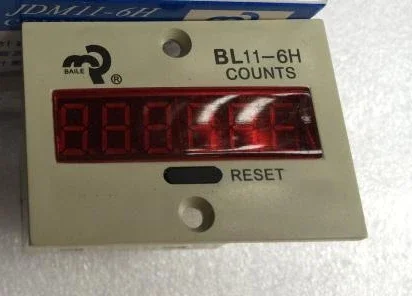 JDM11-6H
BAILE
®
BL11-6H
COUNTS
RESET